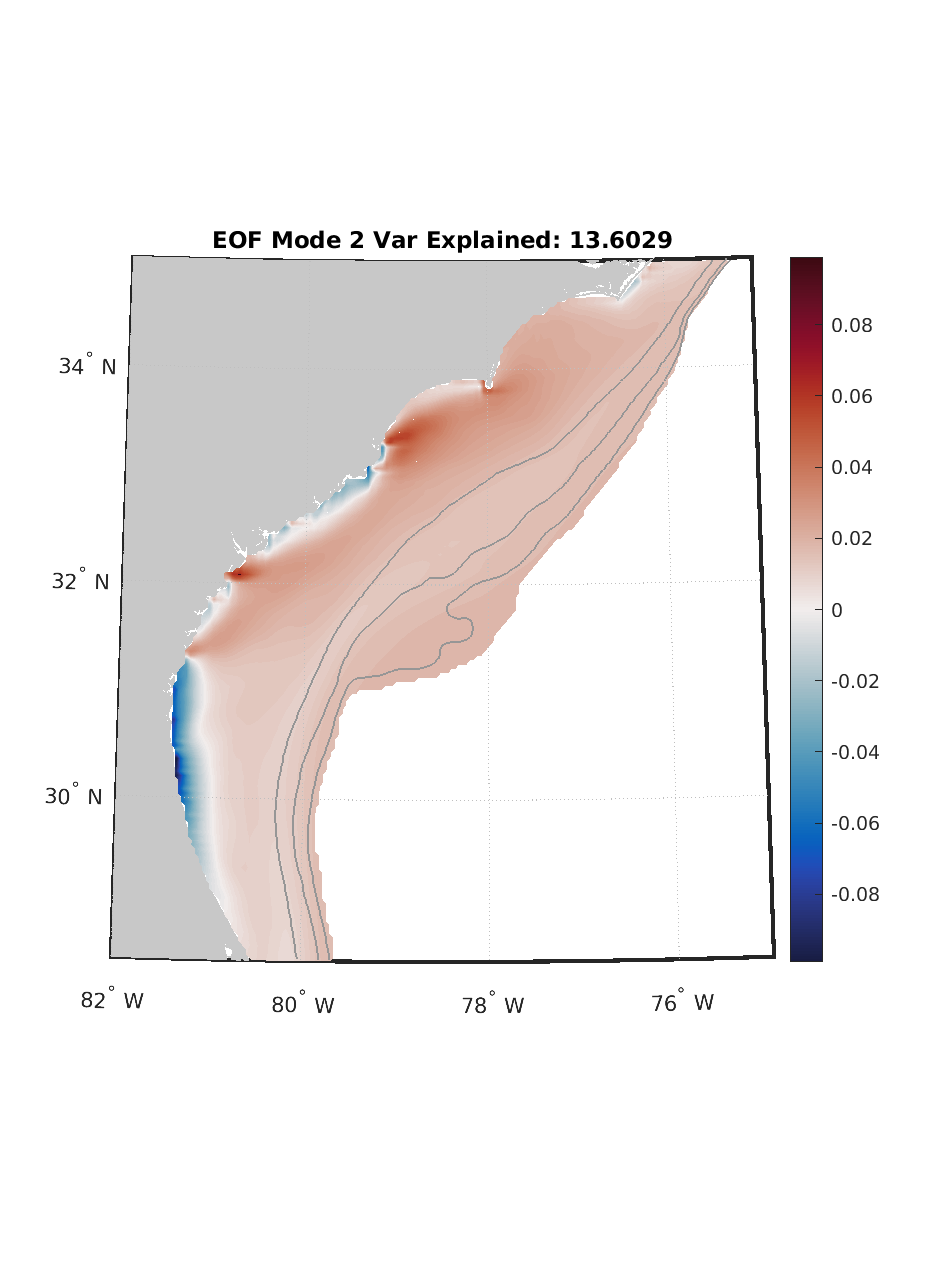 EOF Mode 2 Var Explained: 13.6029
34° N
32° N
30° N
82° W
80° W
78° W
76° W
0.08
0.06
0.04
0.02
0
-0.02
-0.04
-0.06
-0.08